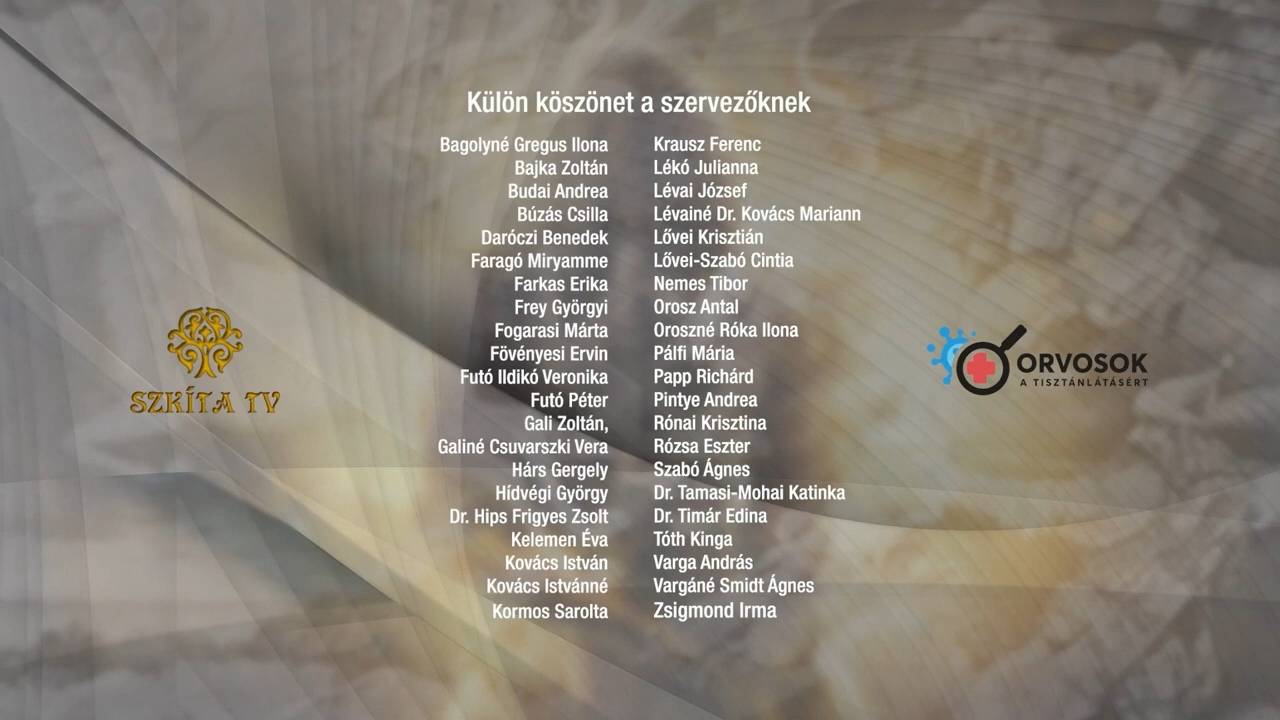 Külön köszönet a szervezőknek
Bagolyné Gregus Ilona
Bajka Zoltán
Budai Andrea
Búzás Csilla
Daróczi Benedek
Faragó Miryamme
Farkas Erika
Frey Györgyi
Fogarasi Márta
Fövényesi Ervin
Futó Ildikó Veronika
Futó Péter
Gali Zoltán,
Galiné Csuvarszki Vera
Hárs Gergely
Hídvégi György
Dr. Hips Frigyes Zsolt
Kelemen Éva
Kovács István
Kovács Istvánné
Kormos Sarolta
Krausz Ferenc
Lékó Julianna
Lévai József
Lévainé Dr. Kovács Mariann
Lővei Krisztián
Lővei-Szabó Cintia
Nemes Tibor
Orosz Antal
Oroszné Róka Ilona
Pálfi Mária
Papp Richárd
Pintye Andrea
Rónai Krisztina
Rózsa Eszter
Szabó Ágnes
Dr. Tamasi-Mohai Katinka
Dr. Timár Edina
Tóth Kinga
Varga András
Vargáné Smidt Ágnes
Zsigmond Irma
SZKÍTA TV
ORVOSOK
A TISZTÁNLÁTÁSÉRT